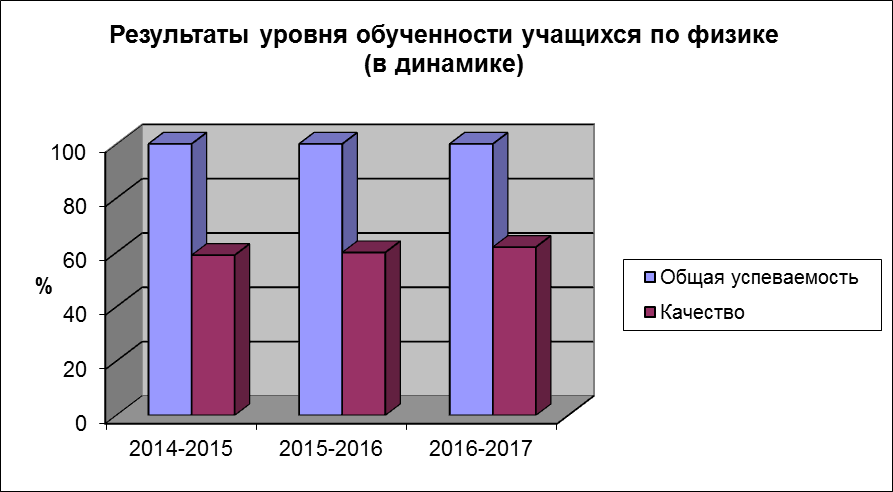 Результаты уровня обученности учащихся по физике
(в динамике)
100
80
60
40
20
0
%
2014-2015
2015-2016
2016-2017
Общая успеваемость
Качество